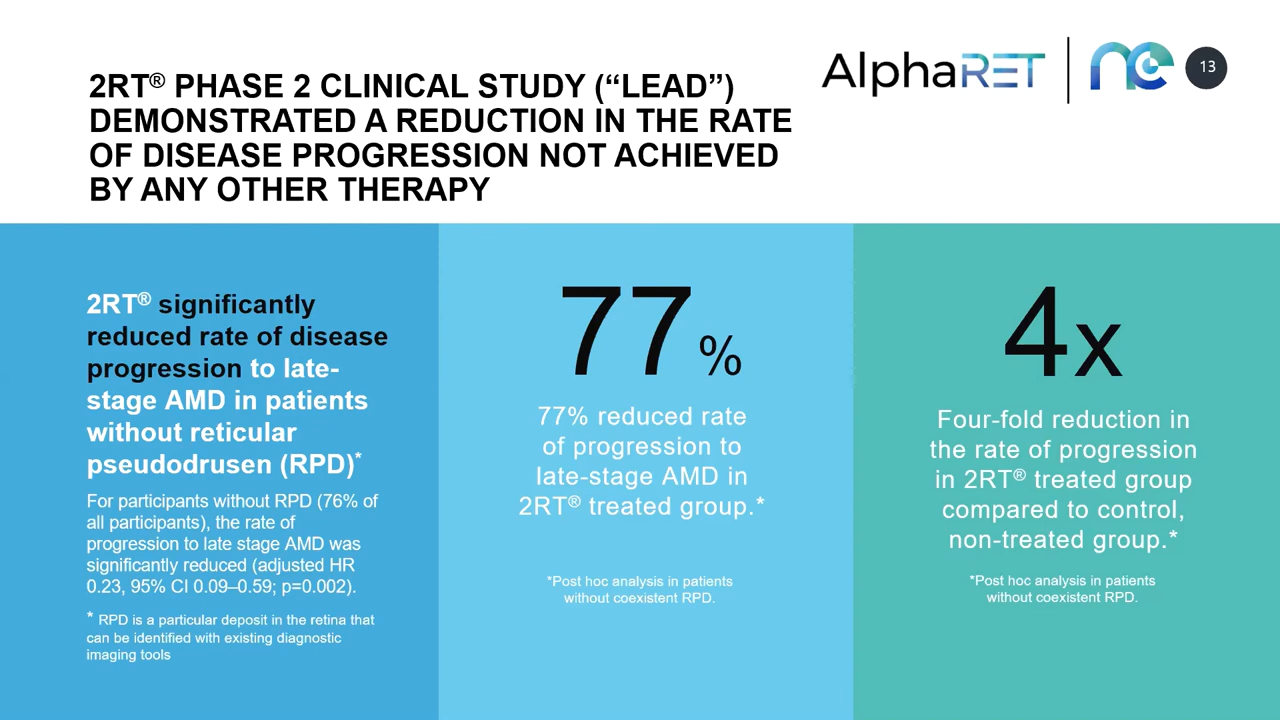 2RT® PHASE 2 CLINICAL STUDY (“LEAD”)
DEMONSTRATED A REDUCTION IN THE RATE
OF DISEASE PROGRESSION NOT ACHIEVED
BY ANY OTHER THERAPY
AlphaRET
ne
13
2RT® significantly
reduced rate of disease
progression to late-
stage AMD in patients
without reticular
pseudodrusen (RPD)*
For participants without RPD (76% of
all participants), the rate of
progression to late stage AMD was
significantly reduced (adjusted HR
0.23, 95% CI 0.09–0.59; p=0.002).
* RPD is a particular deposit in the retina that
can be identified with existing diagnostic
imaging tools
77%
77% reduced rate
of progression to
late-stage AMD in
2RT® treated group.*
*Post hoc analysis in patients
without coexistent RPD.
4x
Four-fold reduction in
the rate of progression
in 2RT® treated group
compared to control,
non-treated group.*
*Post hoc analysis in patients
without coexistent RPD.